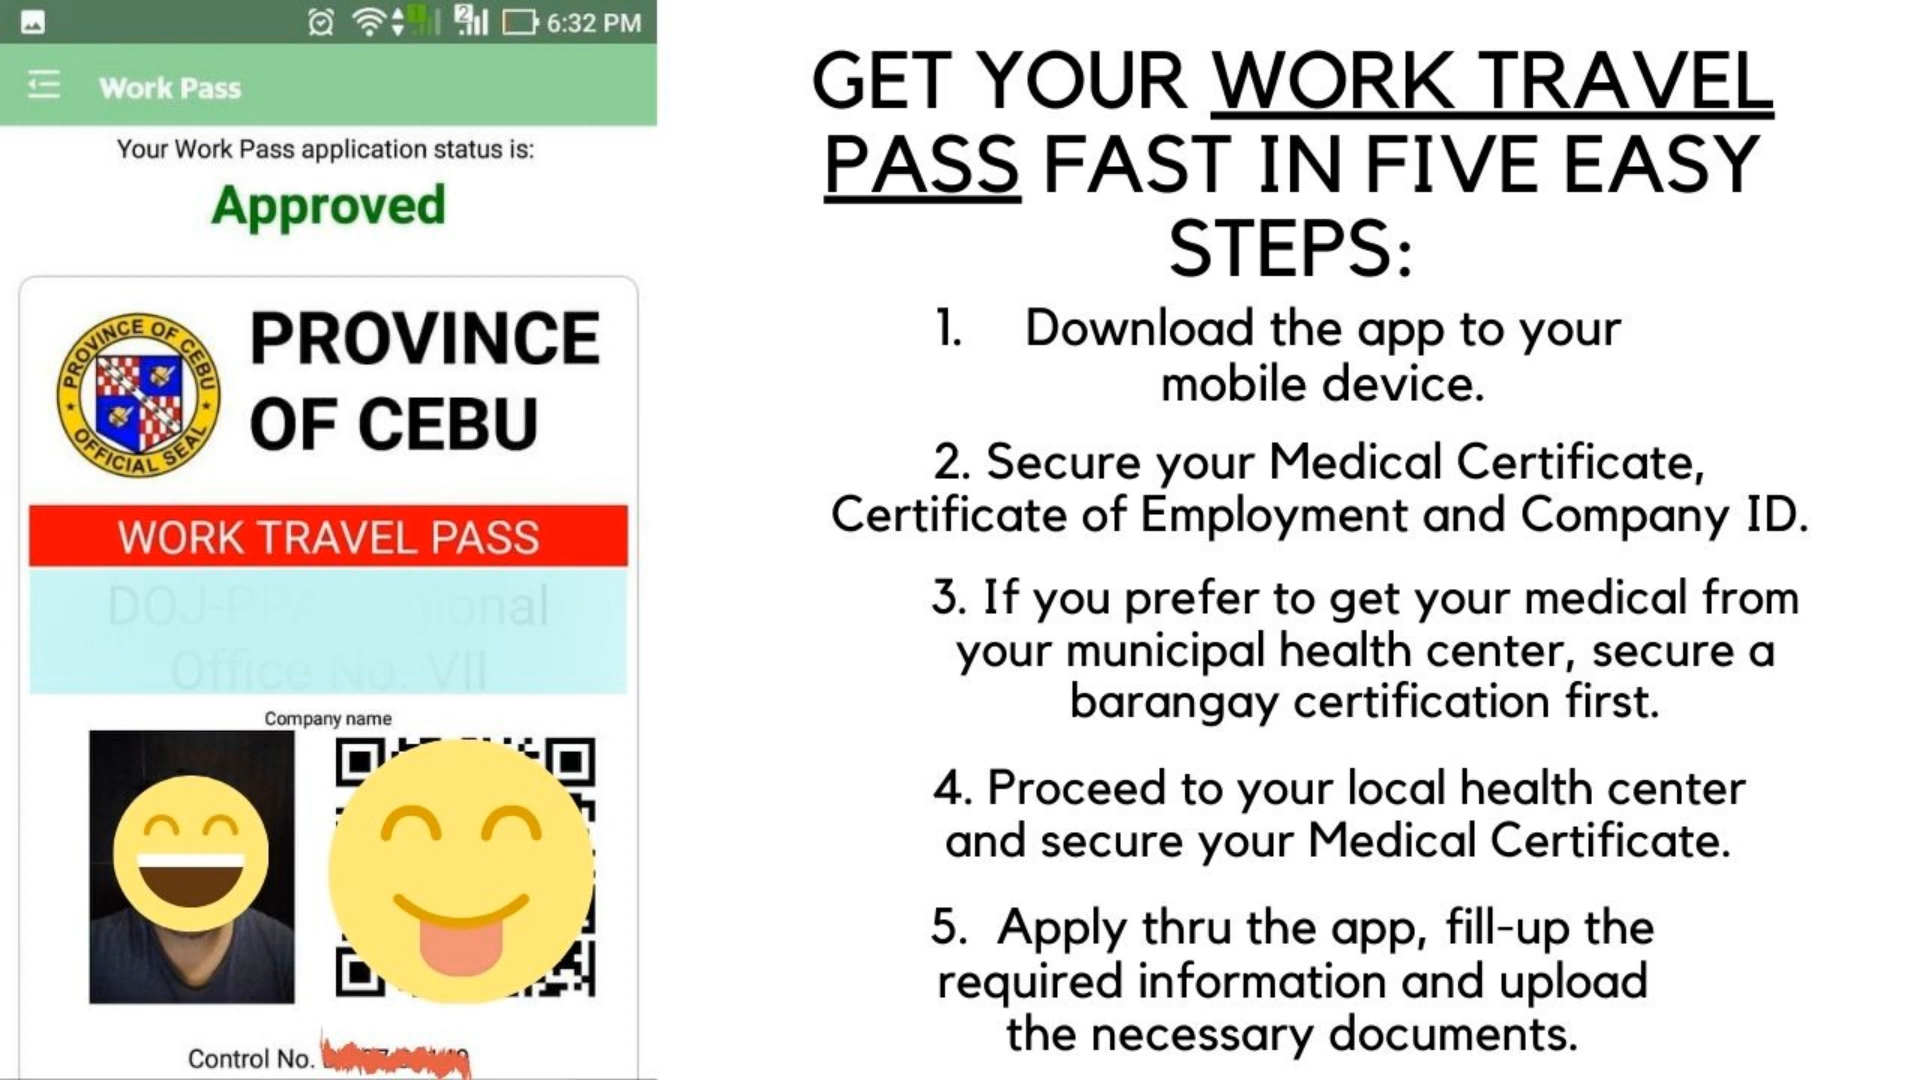 6:32 PM
Work Pass
Your Work Pass application status is:
Approved
PROVINCE OF CEBU
OFFICIAL SEAL
PROVINCE
OF CEBU
WORK TRAVEL PASS
DOJ-PPA Regional
Office No. VII
Company name
Control No.
GET YOUR WORK TRAVEL
PASS FAST IN FIVE EASY
STEPS:
1. Download the app to your
mobile device.
2. Secure your Medical Certificate,
Certificate of Employment and Company ID.
3. If you prefer to get your medical from
your municipal health center, secure a
barangay certification first.
4. Proceed to your local health center
and secure your Medical Certificate.
5. Apply thru the app, fill-up the
required information and upload
the necessary documents.